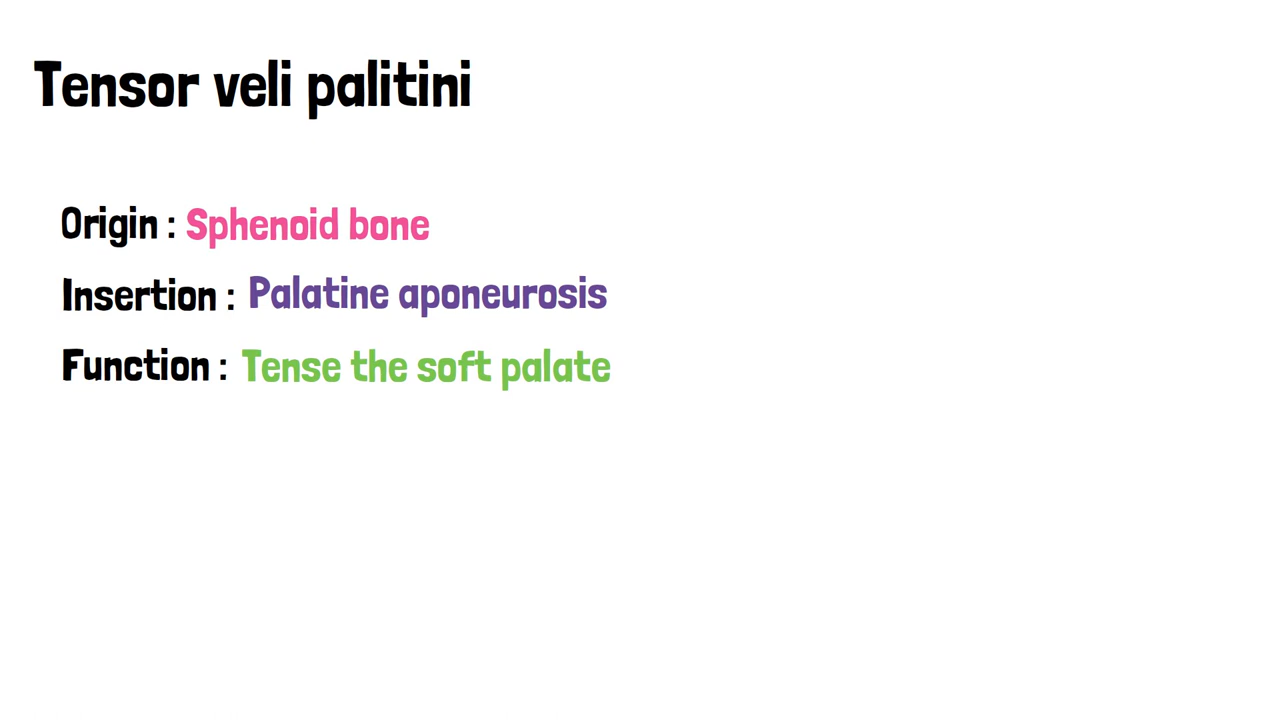 Tensor veli palitini
Origin : Sphenoid bone
Insertion : Palatine aponeurosis
Function : Tense the soft palate